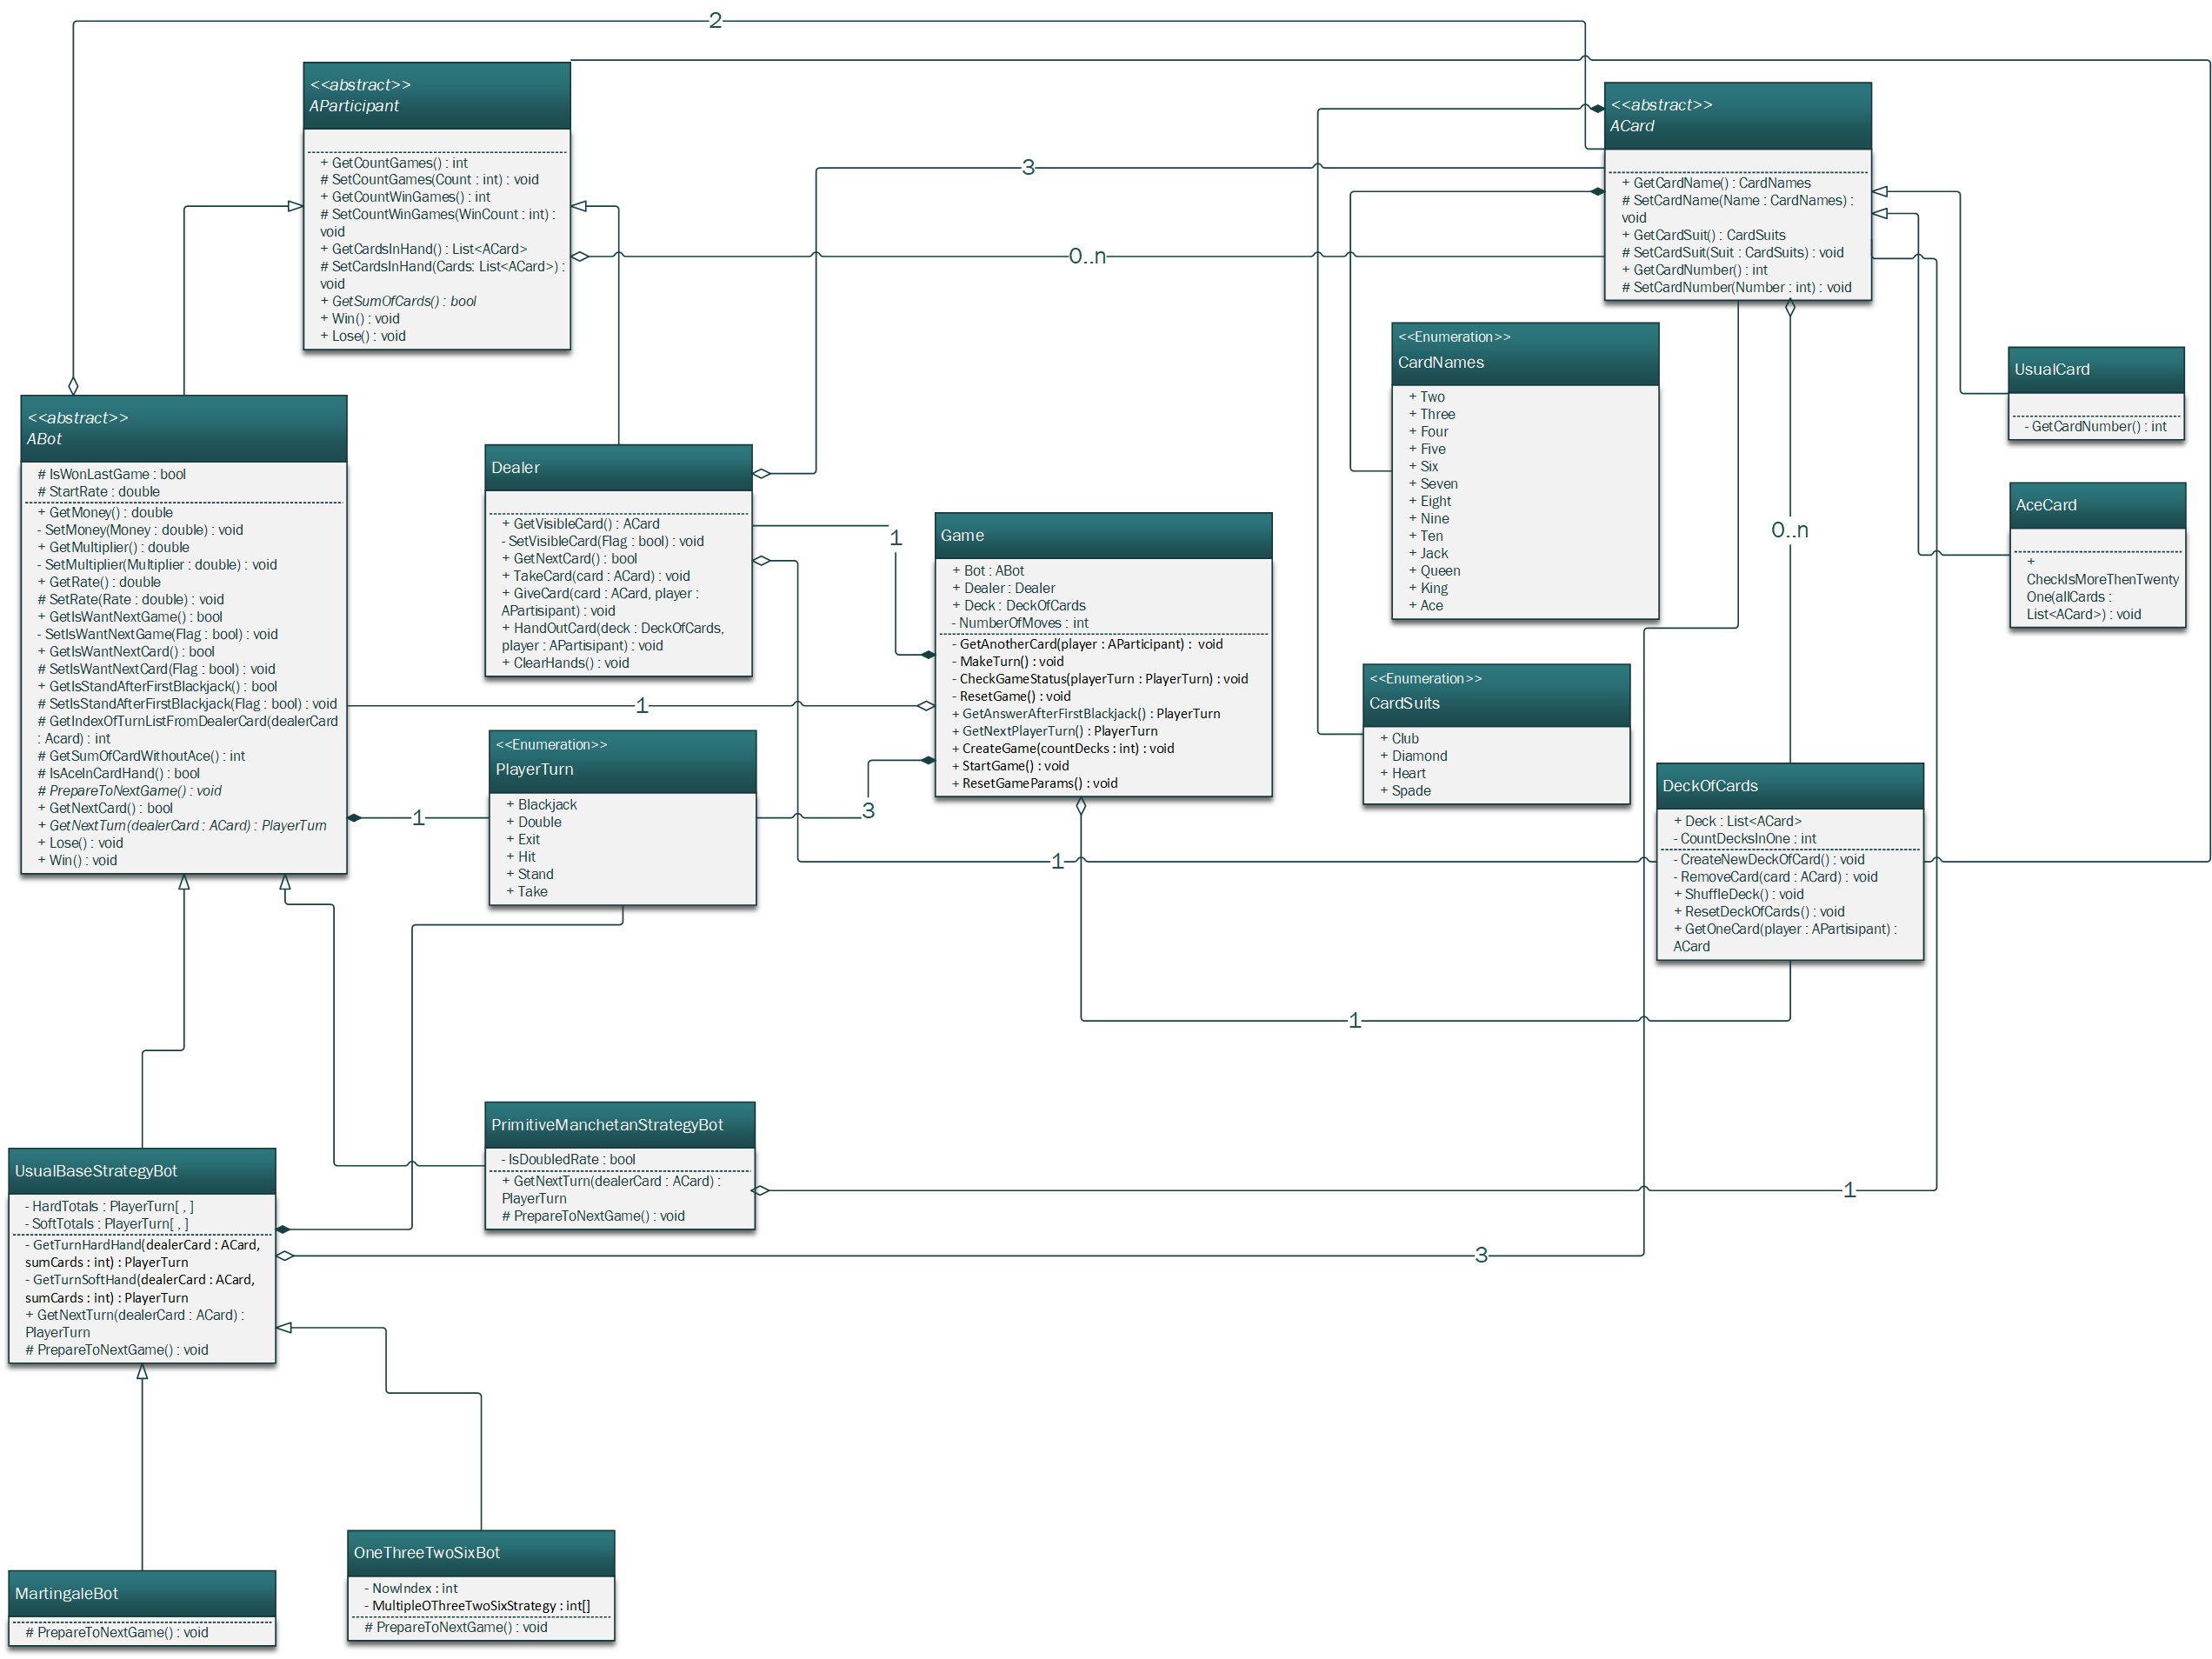 2
<<abstract>>
AParticipant
+ GetCountGames() : int
# SetCountGames(Count : int) : void
+ GetCountWinGames() : int
# SetCountWinGames(WinCount : int) :
void
+ GetCardsInHand() : List<ACard>
# SetCardsInHand(Cards: List<ACard>) :
void
+ GetSumOfCards() : bool
+ Win() : void
+ Lose() : void
<<abstract>>
ACard
+ GetCardName() : CardNames
# SetCardName(Name : CardNames) :
void
+ GetCardSuit() : CardSuits
# SetCardSuit(Suit : CardSuits) : void
+ GetCardNumber() : int
# SetCardNumber(Number : int) : void
3
0..n
<<Enumeration>>
CardNames
+ Two
+ Three
+ Four
+ Five
+ Six
+ Seven
+ Eight
+ Nine
+ Ten
+ Jack
+ Queen
+ King
+ Ace
UsualCard
- GetCardNumber() : int
AceCard
+
CheckIsMoreThenTwenty
One(allCards :
List<ACard>) : void
<<abstract>>
ABot
# IsWonLastGame : bool
# StartRate : double
+ GetMoney() : double
- SetMoney(Money : double) : void
+ GetMultiplier() : double
- SetMultiplier(Multiplier : double) : void
+ GetRate() : double
# SetRate(Rate : double) : void
+ GetIsWantNextGame() : bool
- SetIsWantNextGame(Flag : bool) : void
+ GetIsWantNextCard() : bool
# SetIsWantNextCard(Flag : bool) : void
+ GetIsStandAfterFirstBlackjack() : bool
# SetIsStandAfterFirstBlackjack(Flag : bool) : void
# GetIndexOfTurnListFromDealerCard(dealerCard
: Acard) : int
# GetSumOfCardWithoutAce() : int
# IsAceInCardHand() : bool
# PrepareToNextGame() : void
+ GetNextCard() : bool
+ GetNextTurn(dealerCard : ACard) : PlayerTurn
+ Lose() : void
+ Win() : void
Dealer
+ GetVisibleCard() : ACard
- SetVisibleCard(Flag : bool) : void
+ GetNextCard() : bool
+ TakeCard(card : ACard) : void
+ GiveCard(card : ACard, player :
APartisipant) : void
+ HandOutCard(deck : DeckOfCards,
player : APartisipant) : void
+ ClearHands() : void
1
Game
+ Bot : ABot
+ Dealer : Dealer
+ Deck : DeckOfCards
- NumberOfMoves : int
- GetAnotherCard(player : AParticipant) : void
- MakeTurn() : void
- CheckGameStatus(playerTurn : PlayerTurn) : void
- ResetGame() : void
+ GetAnswerAfterFirstBlackjack() : PlayerTurn
+ GetNextPlayerTurn() : PlayerTurn
+ CreateGame(countDecks : int) : void
+ StartGame() : void
+ ResetGameParams() : void
0..n
1
<<Enumeration>>
CardSuits
+ Club
+ Diamond
+ Heart
+ Spade
<<Enumeration>>
PlayerTurn
+ Blackjack
+ Double
+ Exit
+ Hit
+ Stand
+ Take
1
3
1
DeckOfCards
+ Deck : List<ACard>
- CountDecksInOne : int
- CreateNewDeckOfCard() : void
- RemoveCard(card : ACard) : void
+ ShuffleDeck() : void
+ ResetDeckOfCards() : void
+ GetOneCard(player : APartisipant) :
ACard
1
PrimitiveManchetanStrategyBot
- IsDoubledRate : bool
+ GetNextTurn(dealerCard : ACard) :
PlayerTurn
# PrepareToNextGame() : void
1
UsualBaseStrategyBot
- HardTotals : PlayerTurn[ , ]
- SoftTotals : PlayerTurn[ , ]
- GetTurnHardHand(dealerCard : ACard,
sumCards : int) : PlayerTurn
- GetTurnSoftHand(dealerCard : ACard,
sumCards : int) : PlayerTurn
+ GetNextTurn(dealerCard : ACard) :
PlayerTurn
# PrepareToNextGame() : void
3
OneThreeTwoSixBot
- NowIndex : int
- MultipleOThreeTwoSixStrategy : int[]
# PrepareToNextGame() : void
MartingaleBot
# PrepareToNextGame() : void